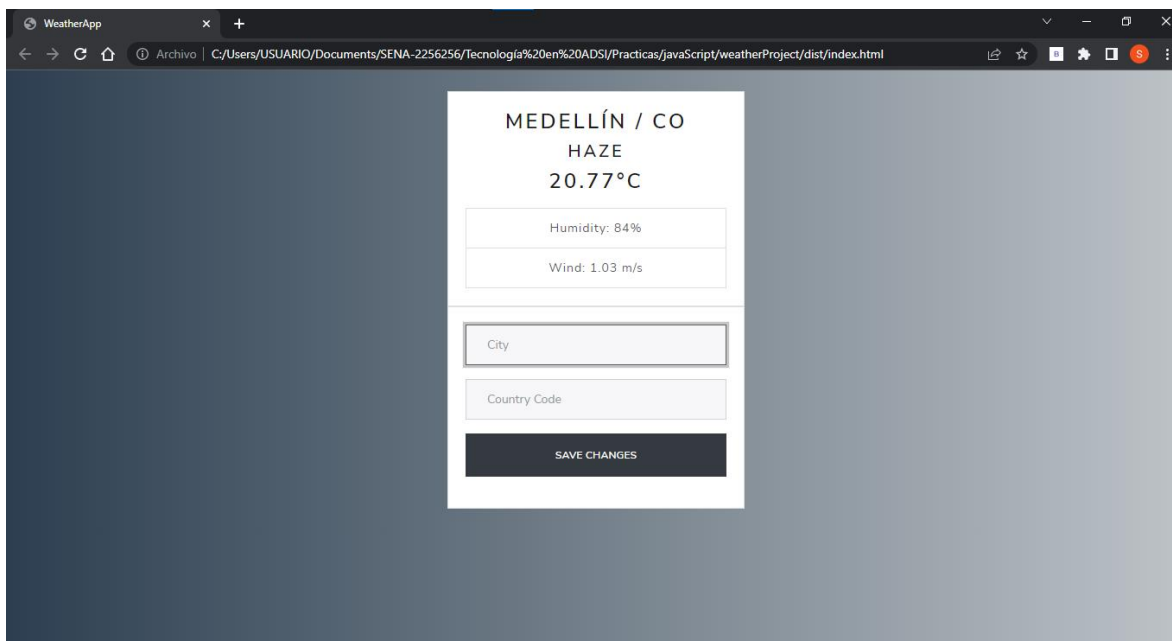 WeatherApp
Archivo C:/Users/USUARIO/Documents/SENA-2256256/Tecnología%20en%20ADSI/Practicas/javaScript/weatherProject/dist/index.html
B
S
MEDELLÍN / CO
HAZE
20.77°C
Humidity: 84%
Wind: 1.03 m/s
City
Country Code
SAVE CHANGES